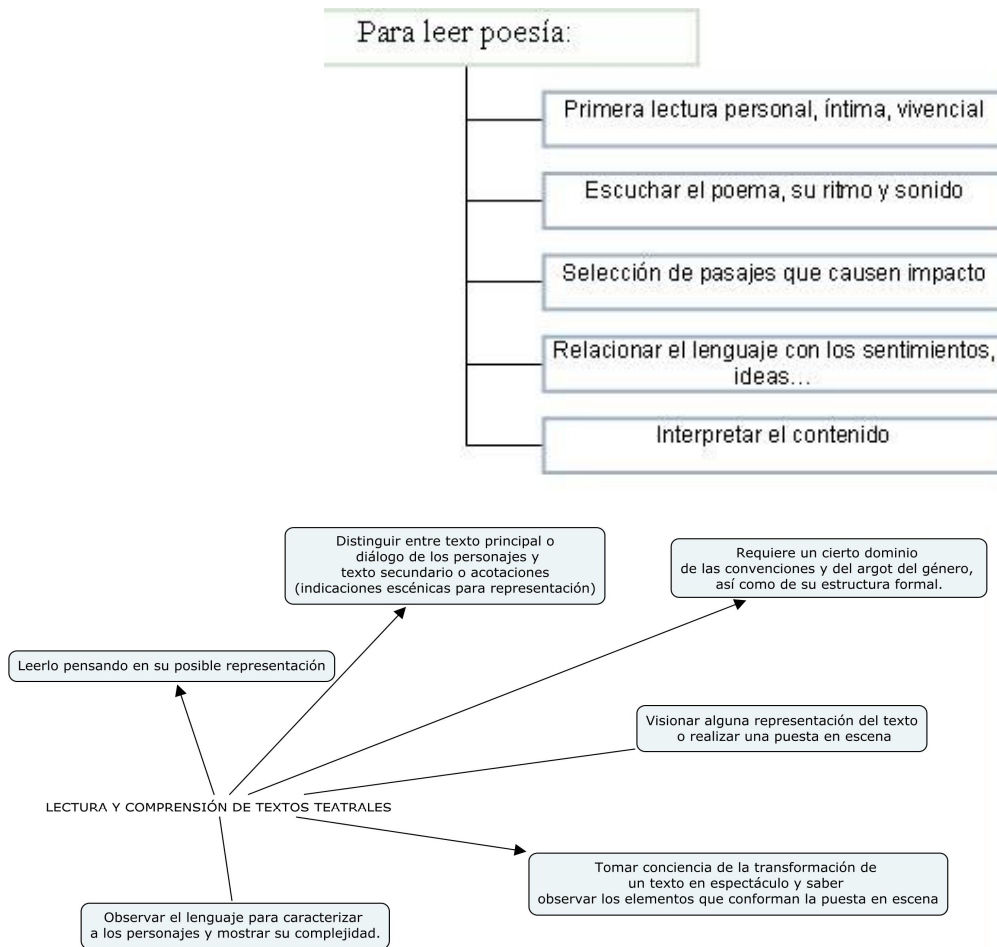 Para leer poesía:
Primera lectura personal, íntima, vivencial
Escuchar el poema, su ritmo y sonido
Selección de pasajes que causen impacto
Relacionar el lenguaje con los sentimientos,
ideas...
Interpretar el contenido
Distinguir entre texto principal o
diálogo de los personajes y
texto secundario o acotaciones
(indicaciones escénicas para representación)
Requiere un cierto dominio
de las convenciones y del argot del género,
así como de su estructura formal.
Leerlo pensando en su posible representación
Visionar alguna representación del texto
o realizar una puesta en escena
LECTURA Y COMPRENSIÓN DE TEXTOS TEATRALES
Tomar conciencia de la transformación de
un texto en espectáculo y saber
observar los elementos que conforman la puesta en escena
Observar el lenguaje para caracterizar
a los personajes y mostrar su complejidad.